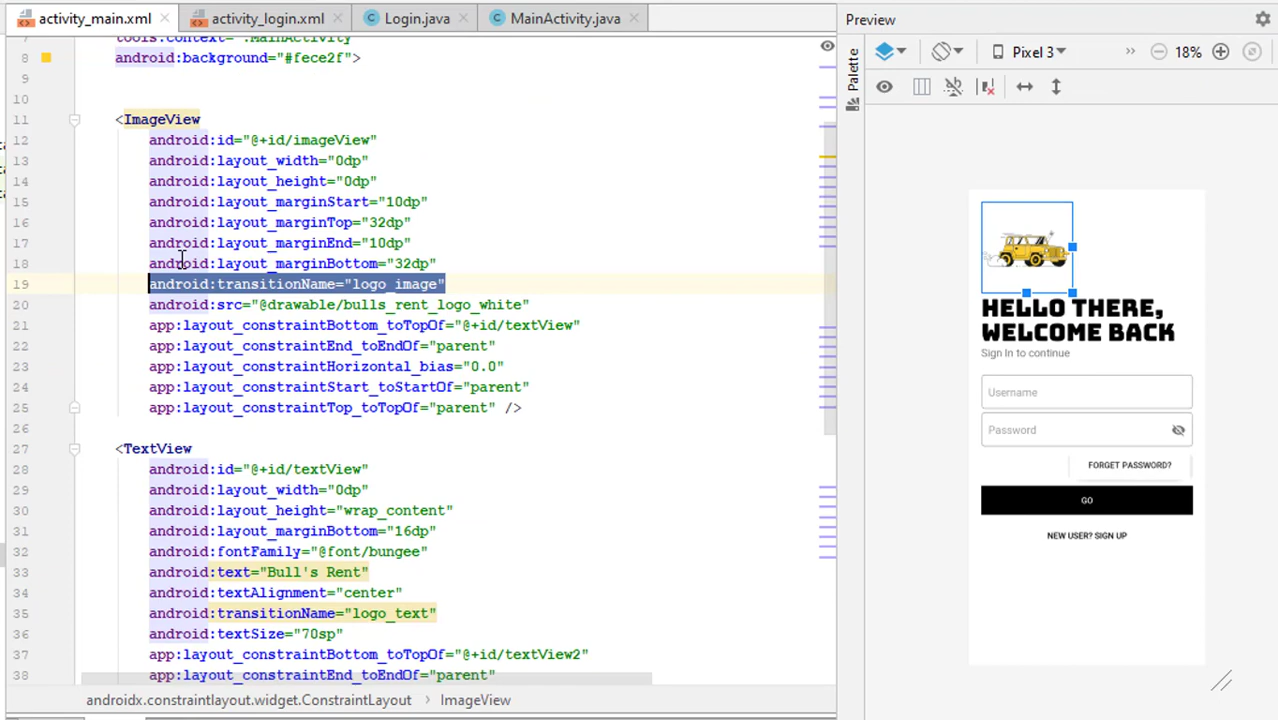 activity_main.xml
activity_login.xml
Login.java
MainActivity.java
Preview
7
tools:context=".MainActivity"
8 android:background="#fece2f">
9
10
11 <ImageView
12 android:id="@+id/imageView"
13 android:layout_width="0dp"
14 android:layout_height="0dp"
15 android:layout_marginStart="10dp"
16 android:layout_marginTop="32dp"
17 android:layout_marginEnd="10dp"
18 android:layout_marginBottom="32dp"
19 android:transitionName="logo_image"
20 android:src="@drawable/bulls_rent_logo_white"
21 app:layout_constraintBottom_toTopOf="@+id/textView"
22 app:layout_constraintEnd_toEndOf="parent"
23 app:layout_constraintHorizontal_bias="0.0"
24 app:layout_constraintStart_toStartOf="parent"
25 app:layout_constraintTop_toTopOf="parent" />
26
27 <TextView
28 android:id="@+id/textView"
29 android:layout_width="0dp"
30 android:layout_height="wrap_content"
31 android:layout_marginBottom="16dp"
32 android:fontFamily="@font/bungee"
33 android:text="Bull's Rent"
34 android:textAlignment="center"
35 android:transitionName="logo_text"
36 android:textSize="70sp"
37 app:layout_constraintBottom_toTopOf="@+id/textView2"
38 app:layout_constraintEnd_toEndOf="parent"
androidx.constraintlayout.widget.ConstraintLayout › ImageView
Palette
Pixel 3
18%
HELLO THERE,
WELCOME BACK
Sign In to continue
Username
Password
FORGET PASSWORD?
GO
NEW USER? SIGN UP